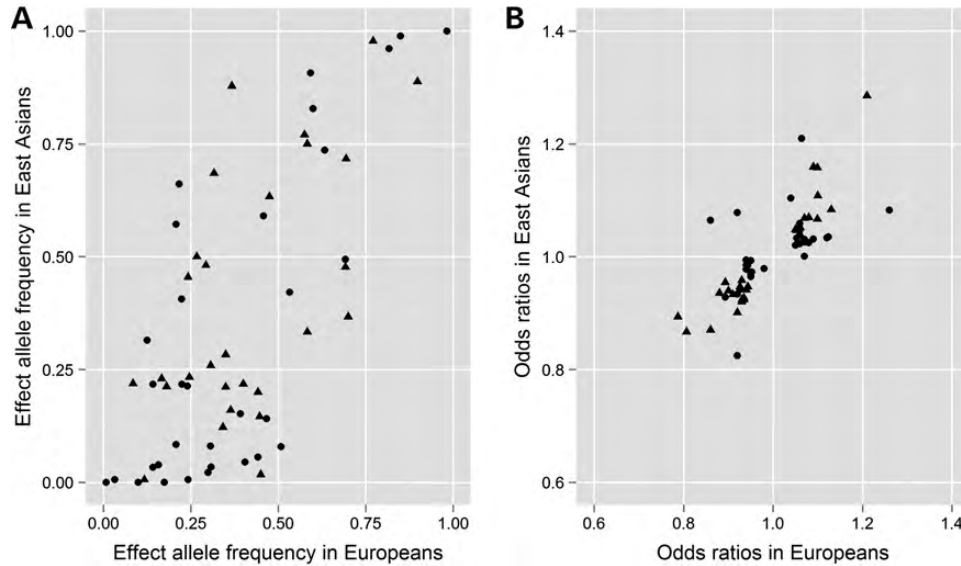 A
B
Effect allele frequency in East Asians
1.00
0.75
0.50
0.25
0.00
0.00 0.25 0.50 0.75 1.00
Effect allele frequency in Europeans
Odds ratios in East Asians
1.4
1.2
1.0
0.8
0.6
0.6 0.8 1.0 1.2 1.4
Odds ratios in Europeans